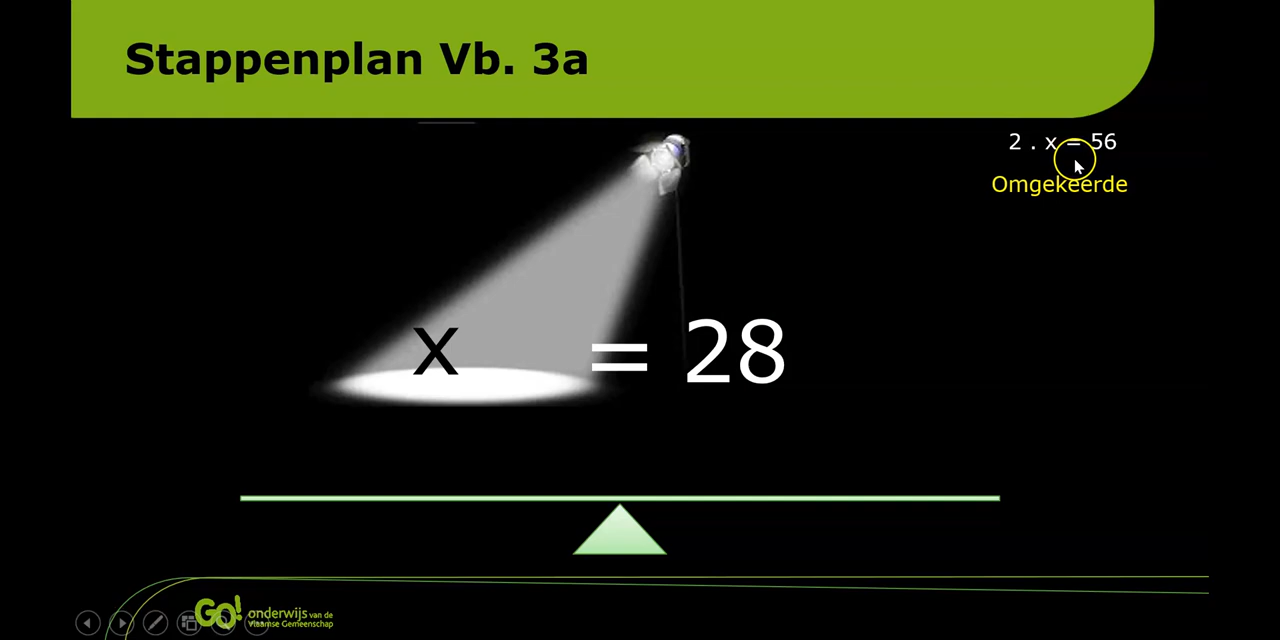 Stappenplan Vb. 3a
2 . x = 56
Omgekeerde
x = 28
GO! onderwijs van de
Vlaamse Gemeenschap